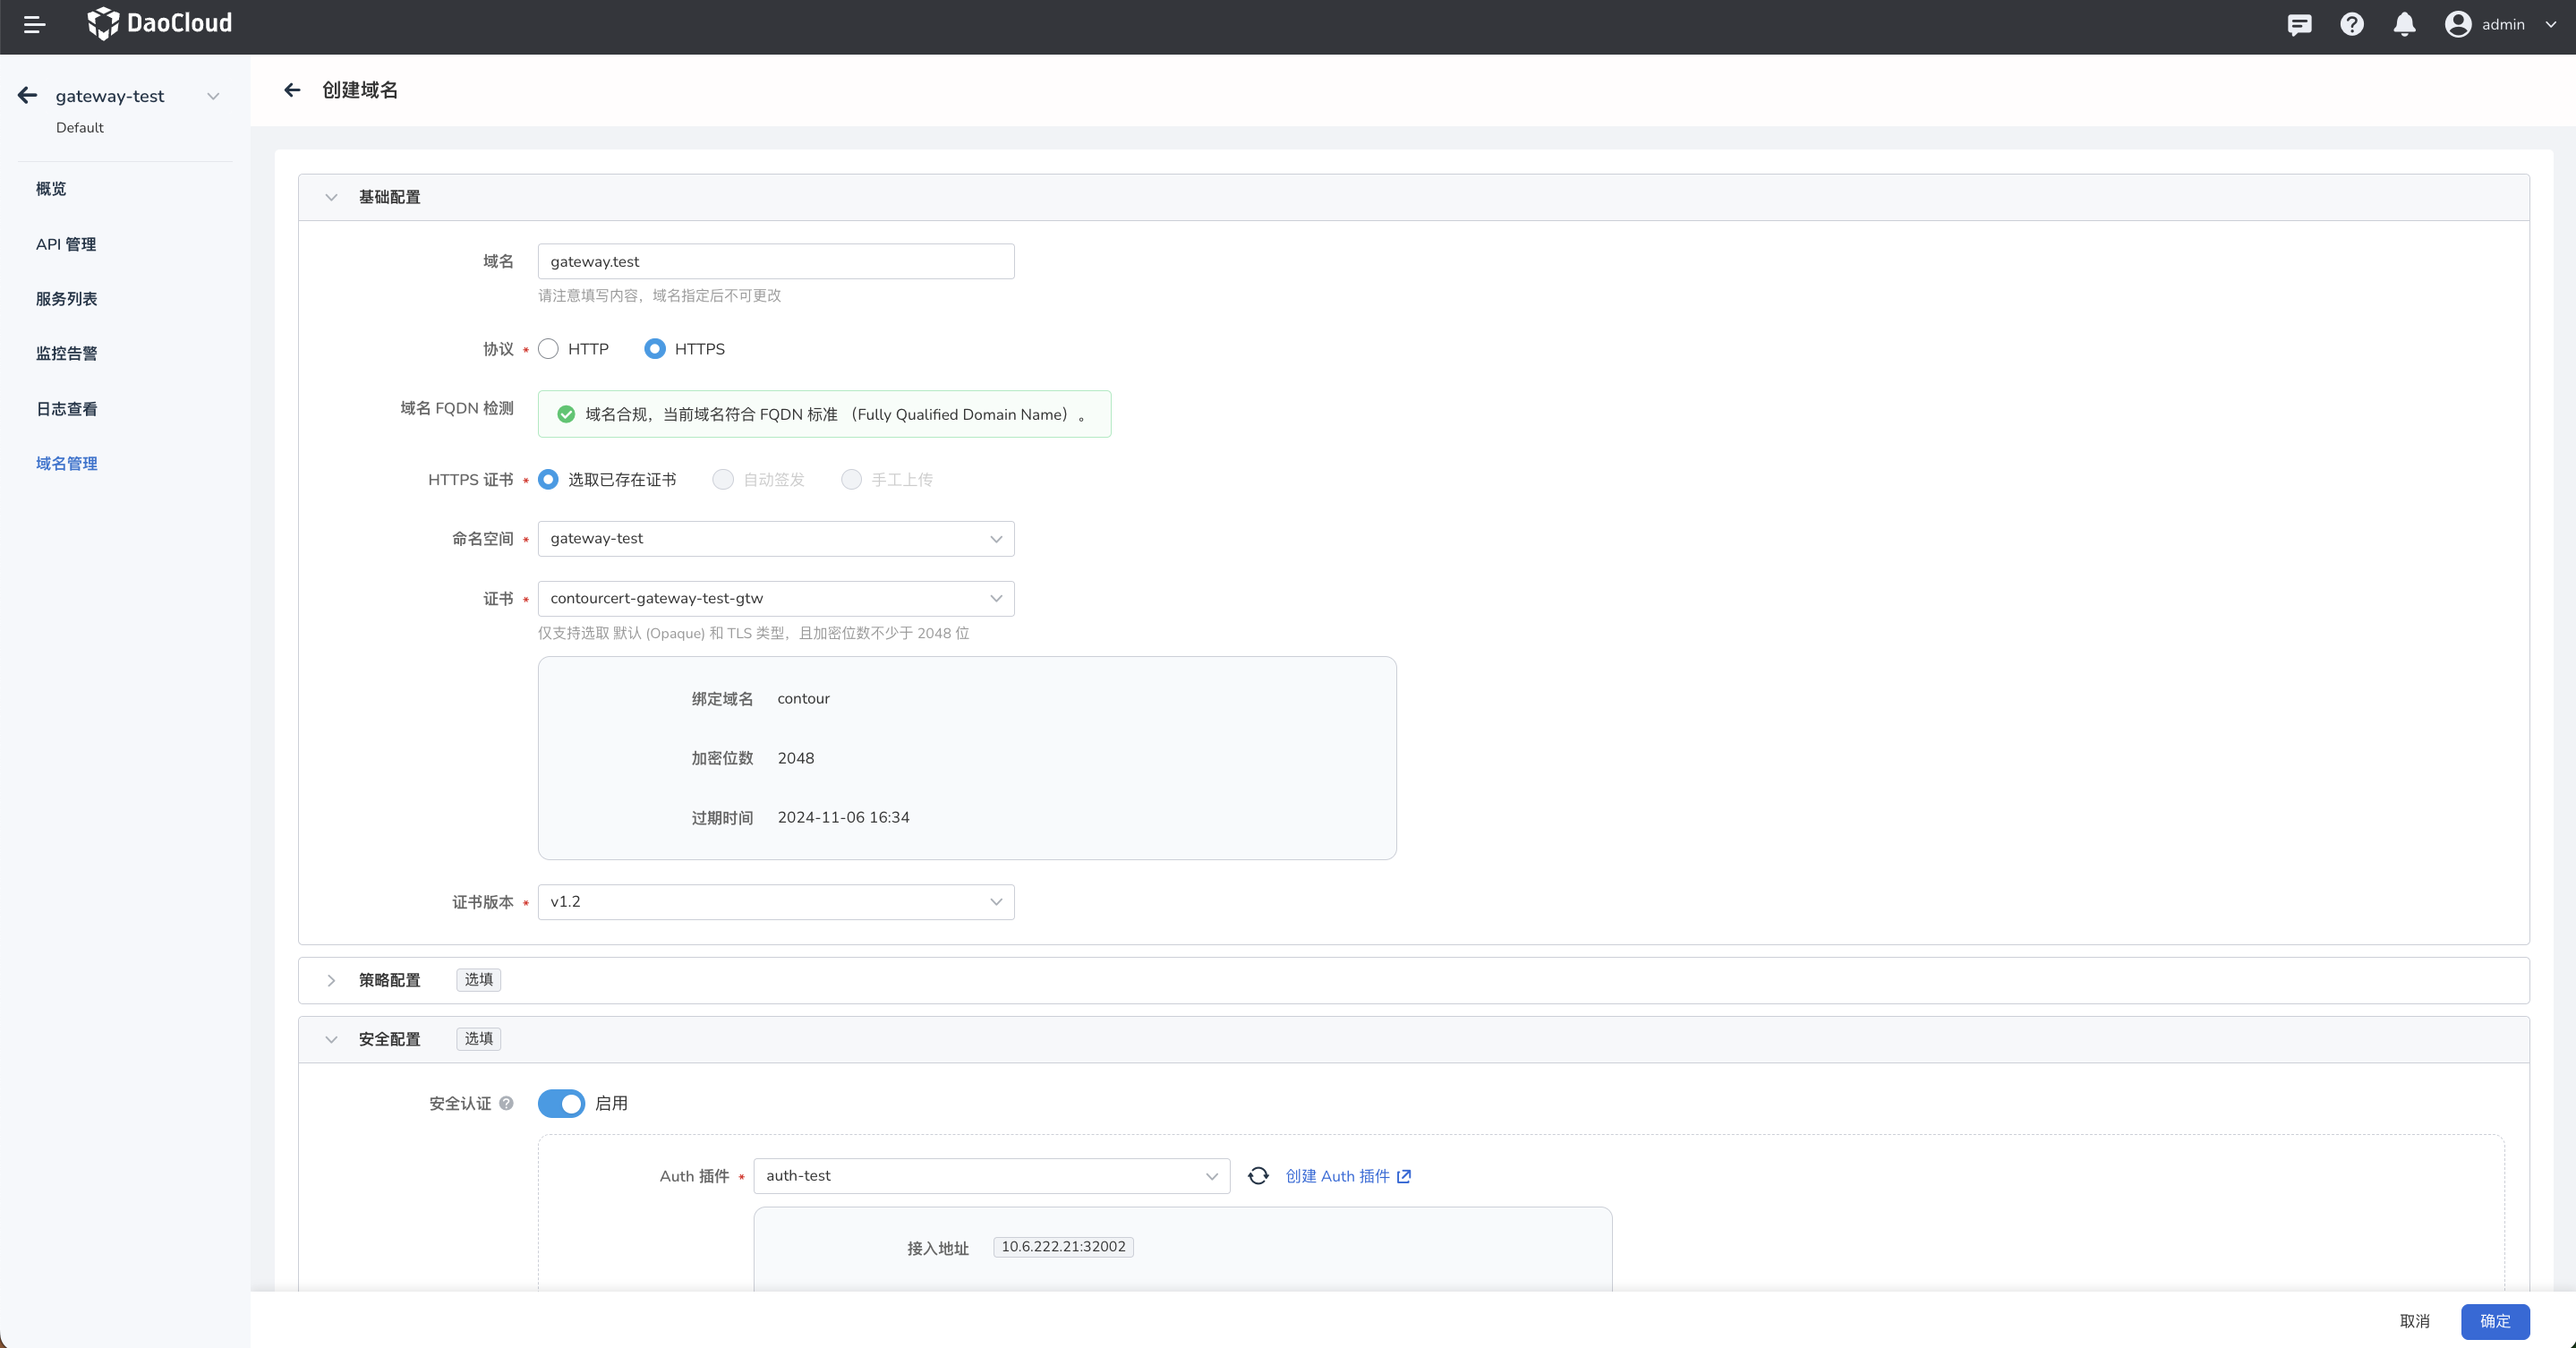 DaoCloud
admin
gateway-test
Default
概览
API 管理
服务列表
监控告警
日志查看
域名管理
创建域名
基础配置
域名 gateway.test
请注意填写内容，域名指定后不可更改
协议 * HTTP HTTPS
域名 FQDN 检测 域名合规，当前域名符合 FQDN 标准 （Fully Qualified Domain Name） 。
HTTPS 证书 * 选取已存在证书 自动签发 手工上传
命名空间 * gateway-test
证书 * contourcert-gateway-test-gtw
仅支持选取 默认 (Opaque) 和 TLS 类型，且加密位数不少于 2048 位
绑定域名 contour
加密位数 2048
过期时间 2024-11-06 16:34
证书版本 * v1.2
策略配置 选填
安全配置 选填
安全认证 启用
Auth 插件 * auth-test 创建 Auth 插件
接入地址 10.6.222.21:32002
取消 确定